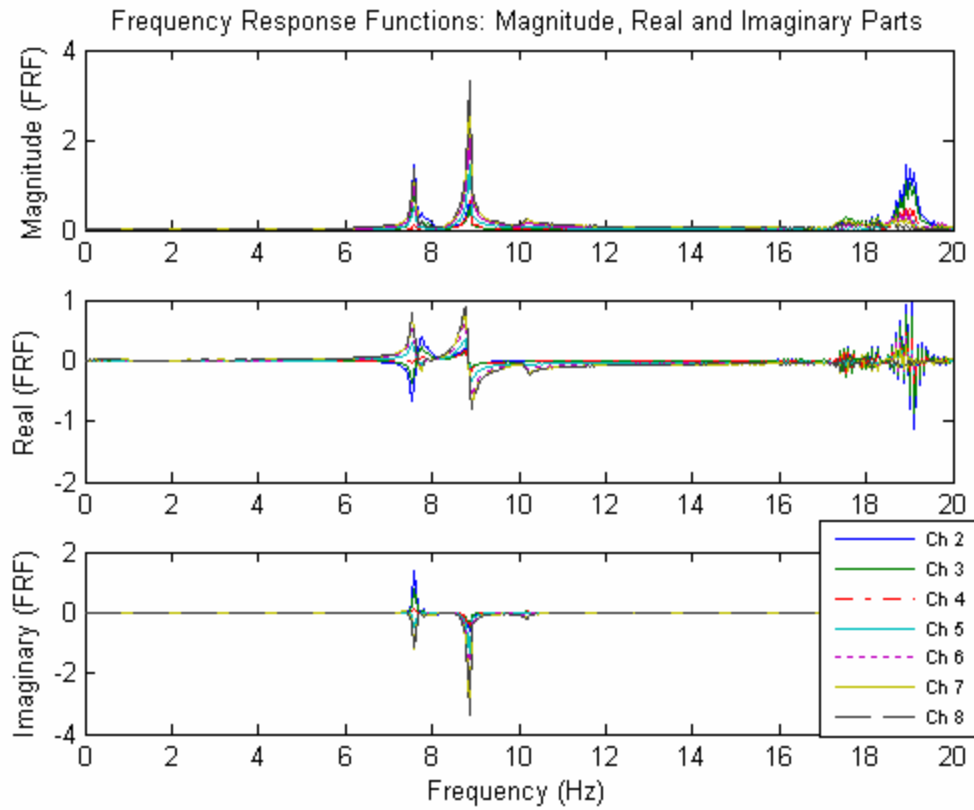 Frequency Response Functions: Magnitude, Real and Imaginary Parts
Magnitude (FRF)
4
2
0
0 2 4 6 8 10 12 14 16 18 20
Real (FRF)
1
0
-1
-2
0 2 4 6 8 10 12 14 16 18 20
Imaginary (FRF)
2
0
-2
-4
Ch 2
Ch 3
Ch 4
Ch 5
Ch 6
Ch 7
Ch 8
0 2 4 6 8 10 12 14 16 18 20
Frequency (Hz)